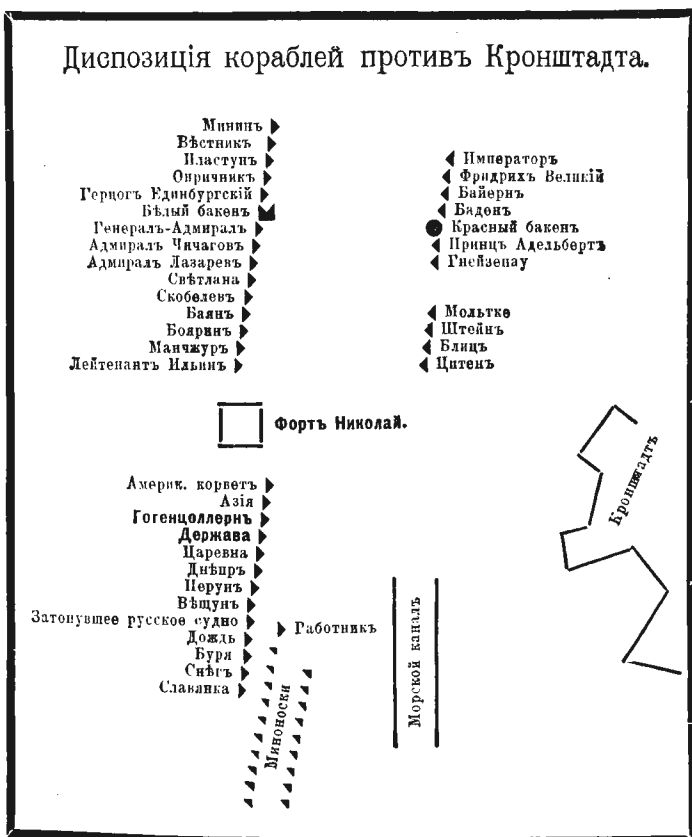 Диспозиція кораблей противъ Кронштадта.
Мининъ
Вѣстникъ
Пластунъ
Опричникъ
Герцогъ Единбургскій
Бѣлый бакенъ
Генералъ-Адмиралъ
Адмиралъ Чичаговъ
Адмиралъ Лазаревъ
Свѣтлана
Скобелевъ
Баянъ
Бояринъ
Манчжуръ
Лейтенантъ Ильинъ
Императоръ
Фридрихъ Великій
Байернъ
Баденъ
Красный бакенъ
Принцъ Адельбертъ
Гнейзенау
Мольтке
Штейнъ
Блицъ
Цитенъ
Фортъ Николай.
Кронштадтъ
Америк. корветъ
Азія
Гогенцоллернъ
Держава
Царевна
Днѣпръ
Перунъ
Вѣщунъ
Затонувшее русское судно
Дождь
Буря
Снѣгъ
Славянка
Работникъ
Миноноски
Морской каналъ